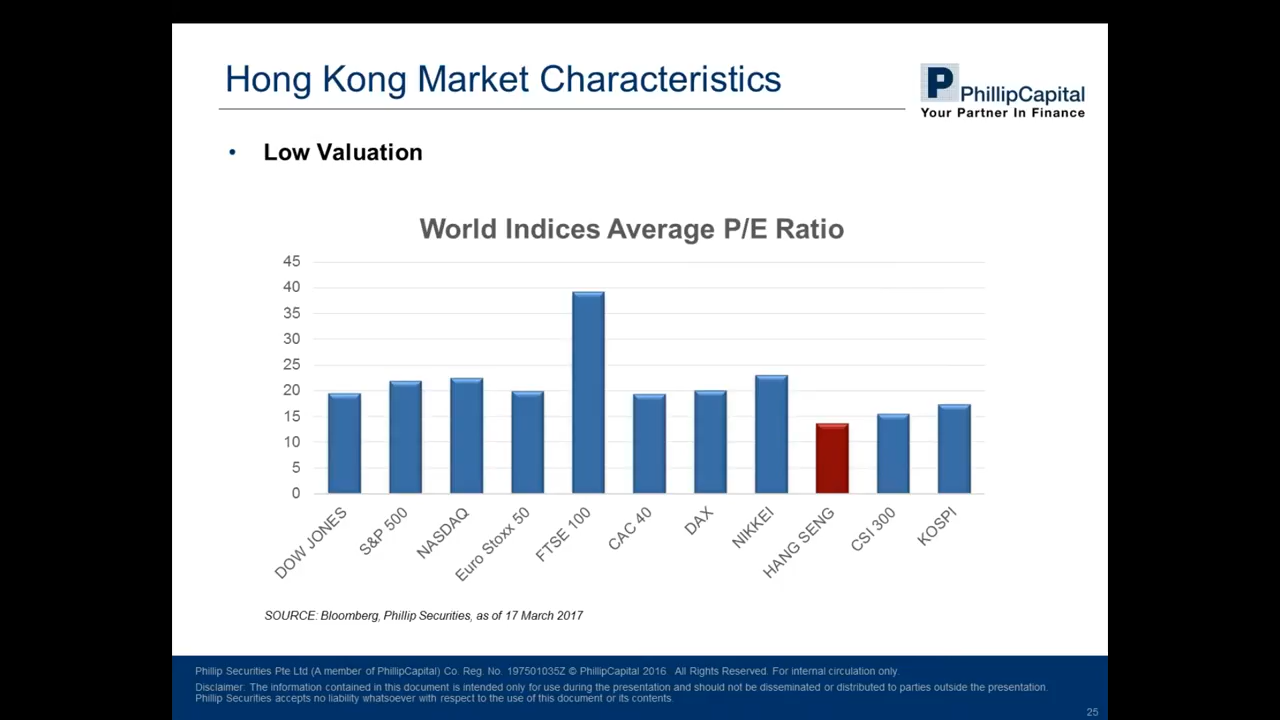 Hong Kong Market Characteristics
P
PhillipCapital
Your Partner In Finance
• Low Valuation
World Indices Average P/E Ratio
45
40
35
30
25
20
15
10
5
0
DOW JONES
S&P 500
NASDAQ
Euro Stoxx 50
FTSE 100
CAC 40
DAX
NIKKEI
HANG SENG
CSI 300
KOSPI
SOURCE: Bloomberg, Phillip Securities, as of 17 March 2017
Phillip Securities Pte Ltd (A member of PhillipCapital) Co. Reg. No. 197501035Z © PhillipCapital 2016. All Rights Reserved. For internal circulation only.
Disclaimer: The information contained in this document is intended only for use during the presentation and should not be disseminated or distributed to parties outside the presentation.
Phillip Securities accepts no liability whatsoever with respect to the use of this document or its contents.
25